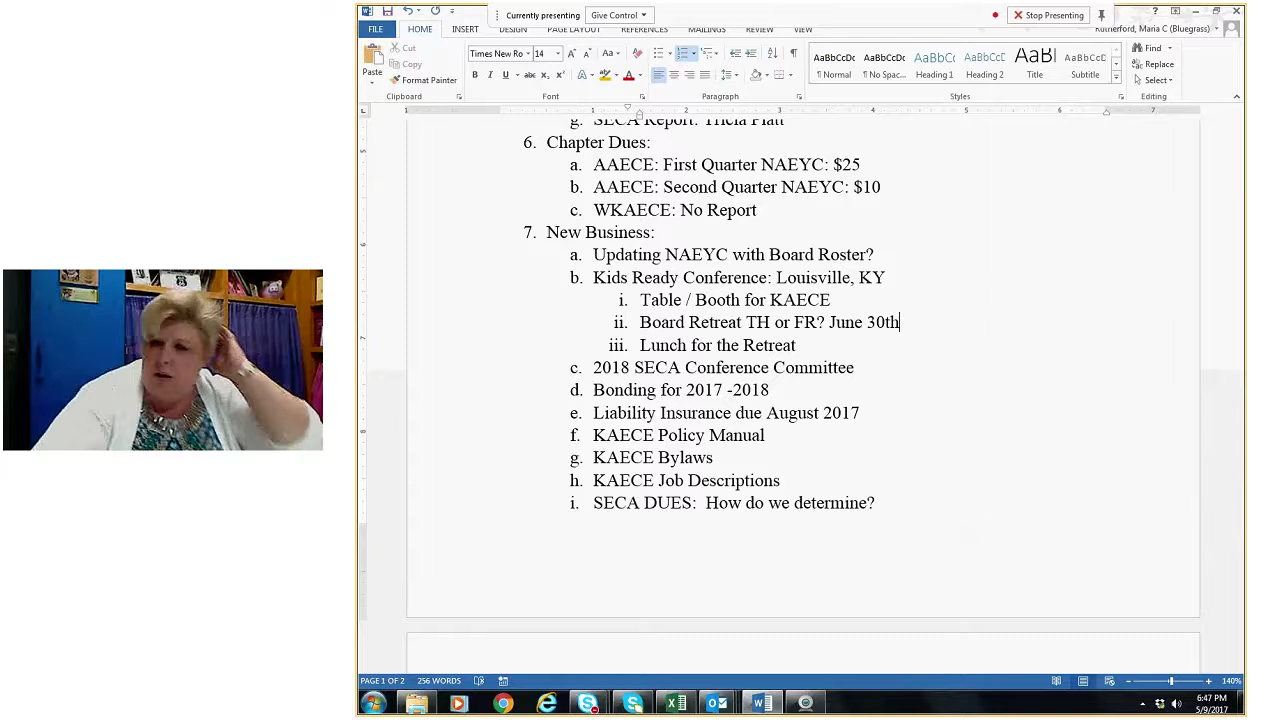 Currently presenting Give Control Stop Presenting
FILE HOME INSERT DESIGN PAGE LAYOUT REFERENCES MAILINGS REVIEW VIEW Rutherford, Maria C (Bluegrass)
Paste Cut Copy Format Painter
Times New Ro 14
AaBbCcDc AaBbCcDc AaBbCc AaBbCcD AaBl AaBbCcD
¶ Normal ¶ No Spac... Heading 1 Heading 2 Title Subtitle
Find Replace Select
Clipboard Font Paragraph Styles Editing
g. SECA Report: Tricia Platt
6. Chapter Dues:
a. AAECE: First Quarter NAEYC: $25
b. AAECE: Second Quarter NAEYC: $10
c. WKAECE: No Report
7. New Business:
a. Updating NAEYC with Board Roster?
b. Kids Ready Conference: Louisville, KY
i. Table / Booth for KAECE
ii. Board Retreat TH or FR? June 30th
iii. Lunch for the Retreat
c. 2018 SECA Conference Committee
d. Bonding for 2017 -2018
e. Liability Insurance due August 2017
f. KAECE Policy Manual
g. KAECE Bylaws
h. KAECE Job Descriptions
i. SECA DUES: How do we determine?
PAGE 1 OF 2 256 WORDS 140%
6:47 PM
5/9/2017